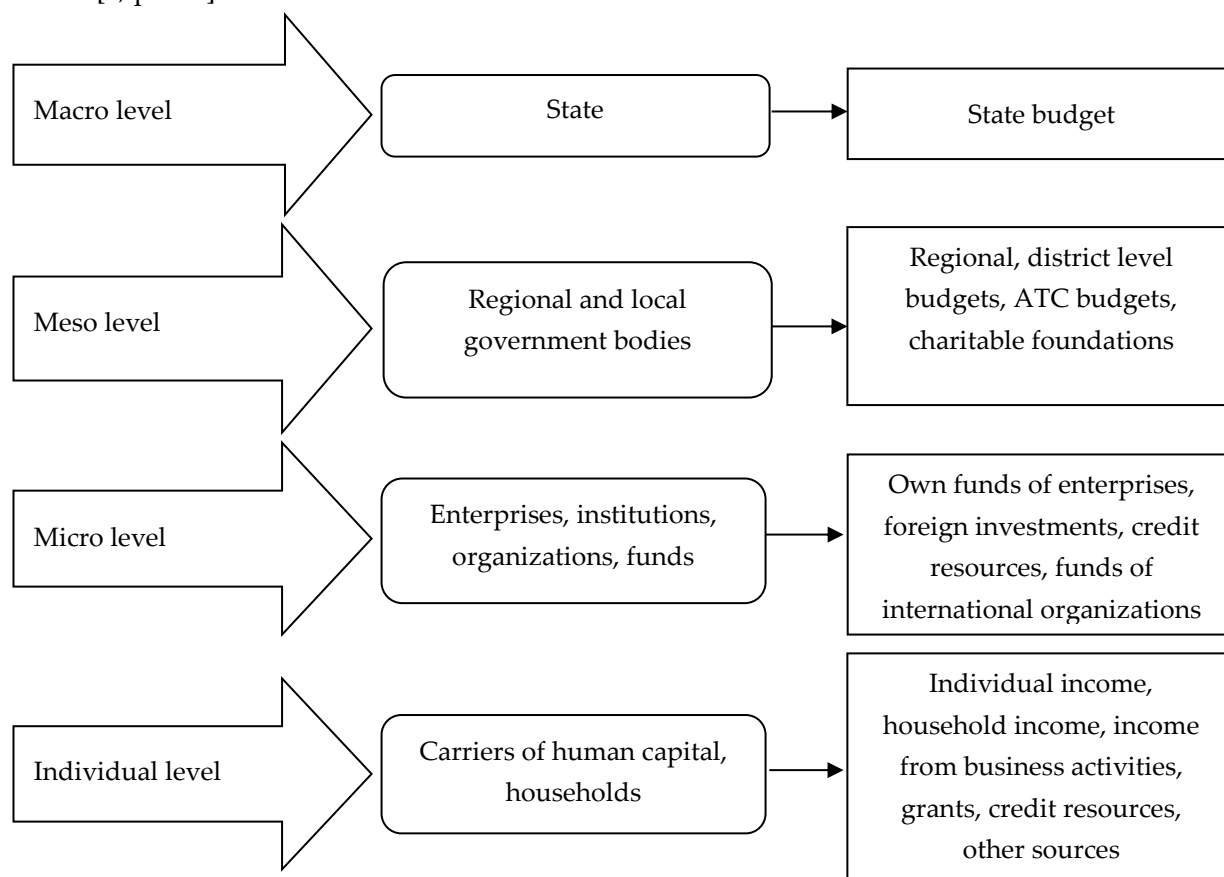 Macro level
State
State budget
Meso level
Regional and local
government bodies
Regional, district level
budgets, ATC budgets,
charitable foundations
Micro level
Enterprises, institutions,
organizations, funds
Own funds of enterprises,
foreign investments, credit
resources, funds of
international organizations
Individual level
Carriers of human capital,
households
Individual income,
household income, income
from business activities,
grants, credit resources,
other sources